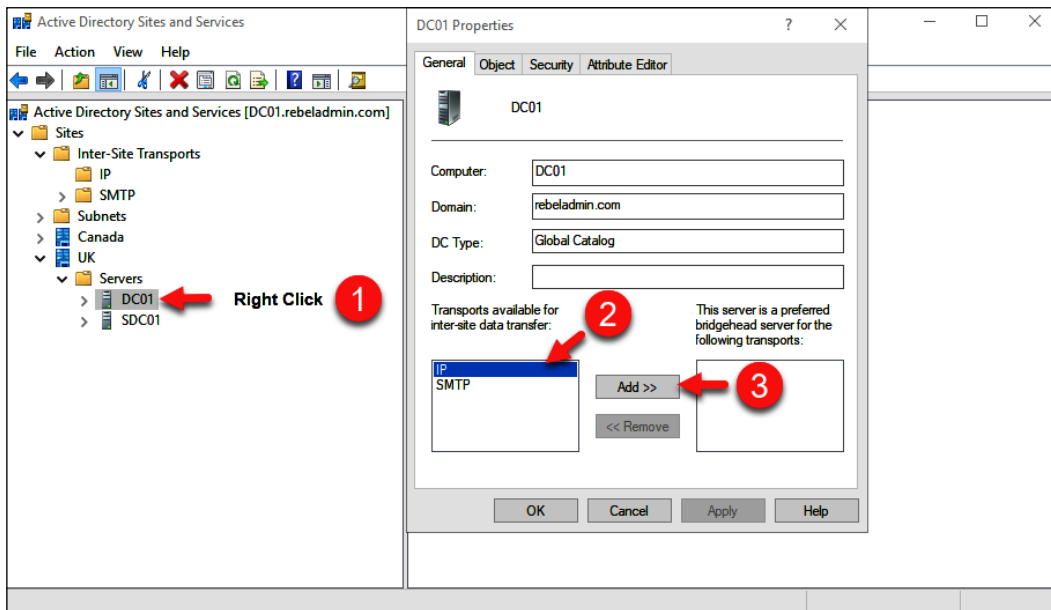 Active Directory Sites and Services
File Action View Help
Active Directory Sites and Services [DC01.rebeladmin.com]
Sites
Inter-Site Transports
IP
SMTP
Subnets
Canada
UK
Servers
DC01
Right Click
1
SDC01
DC01 Properties
?
General Object Security Attribute Editor
DC01
Computer: DC01
Domain: rebeladmin.com
DC Type: Global Catalog
Description:
Transports available for
inter-site data transfer:
2
This server is a preferred
bridgehead server for the
following transports:
IP
SMTP
Add >>
3
<< Remove
OK Cancel Apply Help